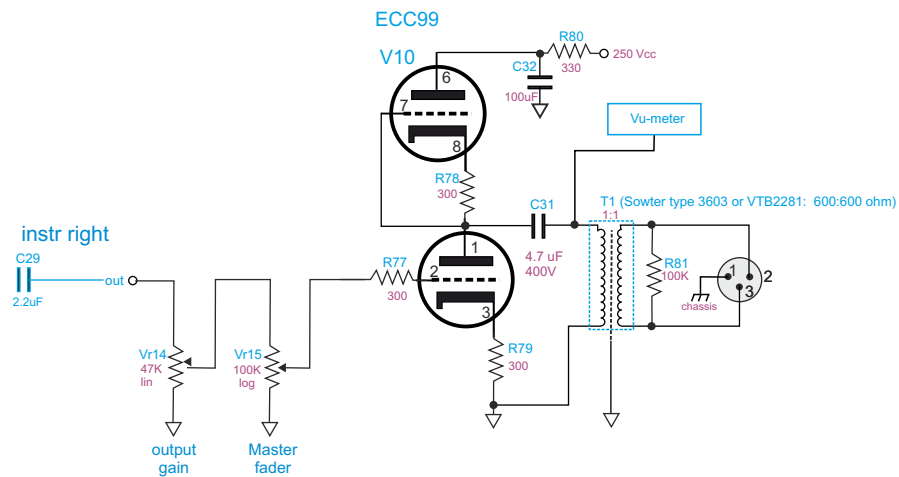 ECC99
V10
R80
330
250 Vcc
C32
100uF
6
7
8
Vu-meter
R78
300
C31
4.7 uF
400V
T1 (Sowter type 3603 or VTB2281:  600:600 ohm)
1:1
instr right
C29
2.2uF
out
R77
300
1
2
3
R81
100K
chassis
1
2
3
Vr14
47K
lin
Vr15
100K
log
R79
300
output
gain
Master
fader